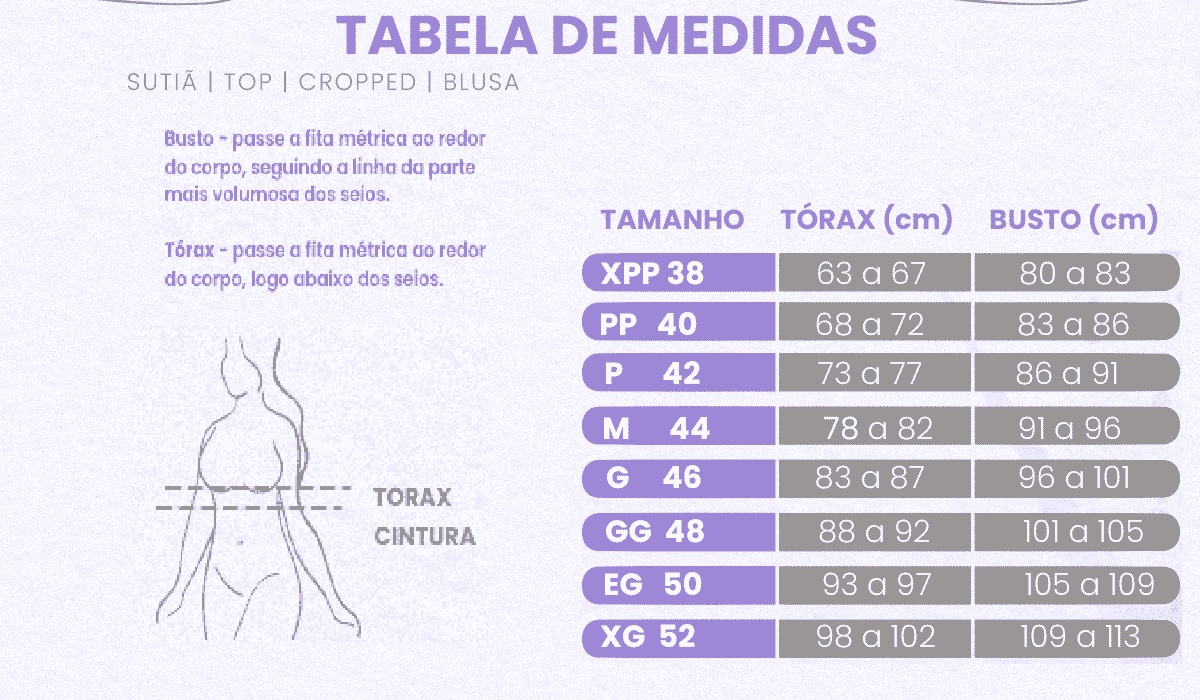 TABELA DE MEDIDAS
SUTIÃ | TOP | CROPPED | BLUSA
Busto - passe a fita métrica ao redor
do corpo, seguindo a linha da parte
mais volumosa dos seios.
Tórax - passe a fita métrica ao redor
do corpo, logo abaixo dos seios.
TORAX
CINTURA
TAMANHO TÓRAX (cm) BUSTO (cm)
XPP 38 63 a 67 80 a 83
PP 40 68 a 72 83 a 86
P 42 73 a 77 86 a 91
M 44 78 a 82 91 a 96
G 46 83 a 87 96 a 101
GG 48 88 a 92 101 a 105
EG 50 93 a 97 105 a 109
XG 52 98 a 102 109 a 113